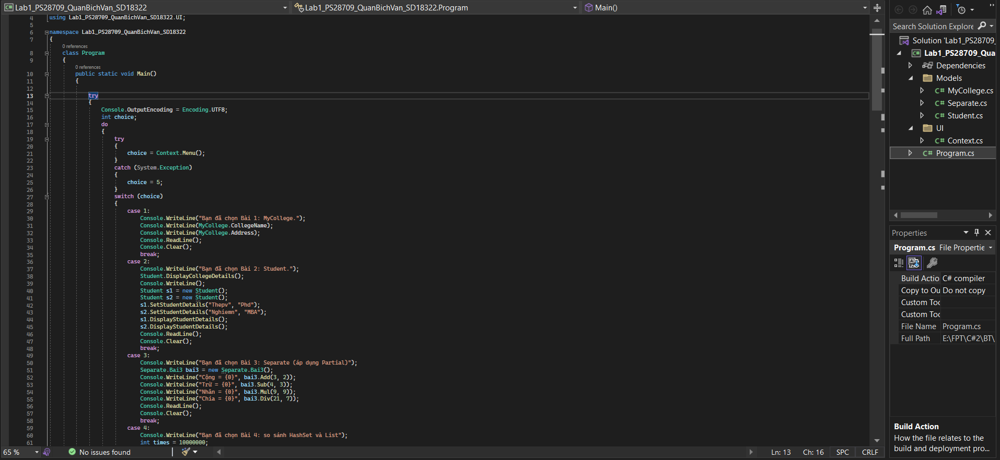 Lab1_PS28709_QuanBichVan_SD18322
Lab1_PS28709_QuanBichVan_SD18322.Program
Main()
4 using Lab1_PS28709_QuanBichVan_SD18322.UI;
5
6 namespace Lab1_PS28709_QuanBichVan_SD18322
7 {
0 references
8 class Program
9 {
0 references
10 public static void Main()
11 {
12
13 try
14 {
15 Console.OutputEncoding = Encoding.UTF8;
16 int choice;
17 do
18 {
19 try
20 {
21 choice = Context.Menu();
22 }
23 catch (System.Exception)
24 {
25 choice = 5;
26 }
27 switch (choice)
28 {
29 case 1:
30 Console.WriteLine("Bạn đã chọn Bài 1: MyCollege.");
31 Console.WriteLine(MyCollege.CollegeName);
32 Console.WriteLine(MyCollege.Address);
33 Console.ReadLine();
34 Console.Clear();
35 break;
36 case 2:
37 Console.WriteLine("Bạn đã chọn Bài 2: Student.");
38 Student.DisplayCollegeDetails();
39 Console.WriteLine();
40 Student s1 = new Student();
41 Student s2 = new Student();
42 s1.SetStudentDetails("Thepv", "Phd");
43 s2.SetStudentDetails("Nghiemn", "MBA");
44 s1.DisplayStudentDetails();
45 s2.DisplayStudentDetails();
46 Console.ReadLine();
47 Console.Clear();
48 break;
49 case 3:
50 Console.WriteLine("Bạn đã chọn Bài 3: Separate (áp dụng Partial)");
51 Separate.Bai3 bai3 = new Separate.Bai3();
52 Console.WriteLine("Cộng = {0}", bai3.Add(3, 2));
53 Console.WriteLine("Trừ = {0}", bai3.Sub(4, 3));
54 Console.WriteLine("Nhân = {0}", bai3.Mul(9, 9));
55 Console.WriteLine("Chia = {0}", bai3.Div(21, 7));
56 Console.ReadLine();
57 Console.Clear();
58 break;
59 case 4:
60 Console.WriteLine("Bạn đã chọn Bài 4: so sánh HashSet và List");
61 int times = 10000000;
65 %
No issues found
Ln: 13
Ch: 16
SPC
CRLF
Search Solution Explore
Solution 'Lab1_PS28709_
Lab1_PS28709_Qua
Dependencies
Models
C# MyCollege.cs
C# Separate.cs
C# Student.cs
UI
C# Context.cs
C# Program.cs
Properties
Program.cs File Propertie
Build Actio C# compiler
Copy to Ou Do not copy
Custom Toc
Custom Toc
File Name Program.cs
Full Path E:\FPT\C#2\BT\
Build Action
How the file relates to the
build and deployment pro...